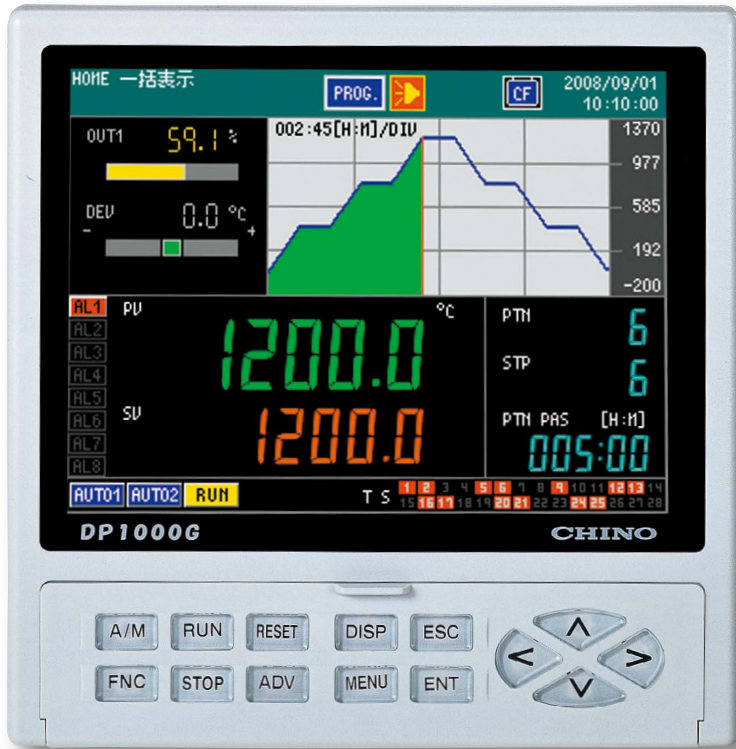 HOME 一括表示
PROG.
CF
2008/09/01
10:10:00
OUT1 59.1 %
DEV 0.0 °C
- +
002:45[H:M]/DIV
1370
977
585
192
-200
AL1
AL2
AL3
AL4
AL5
AL6
AL7
AL8
PV °C
1200.0
SV
1200.0
PTN 6
STP 6
PTN PAS [H:M]
005:00
AUTO1 AUTO2 RUN
T S 1 2 3 4 5 6 7 8 9 10 11 12 13 14
15 16 17 18 19 20 21 22 23 24 25 26 27 28
DP1000G
CHINO
A/M RUN RESET DISP ESC
FNC STOP ADV MENU ENT
< ∧ ∨ >